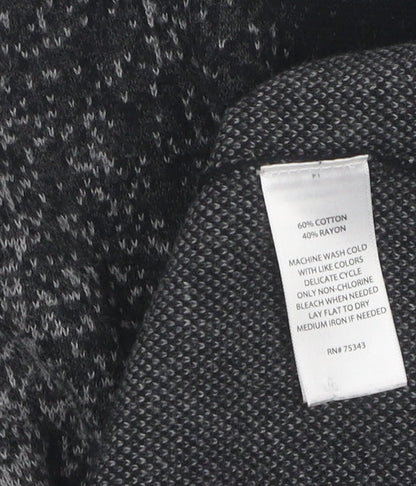 60% COTTON
40% RAYON
MACHINE WASH COLD
WITH LIKE COLORS
DELICATE CYCLE
ONLY NON-CHLORINE
BLEACH WHEN NEEDED
LAY FLAT TO DRY
MEDIUM IRON IF NEEDED
RN# 75343